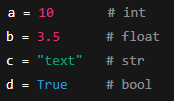 a = 10        # int
b = 3.5       # float
c = "text"    # str
d = True      # bool